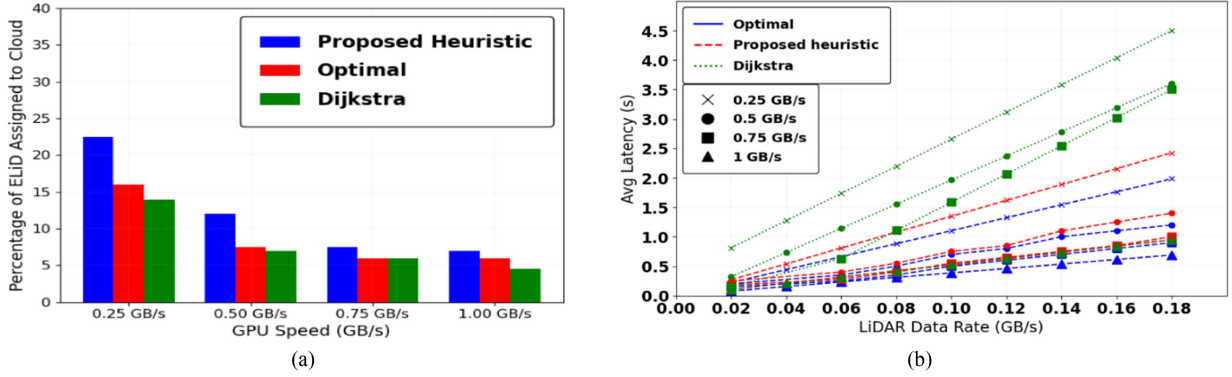 40
35
30
25
20
15
10
5
0
Percentage of ELiD Assigned to Cloud
Proposed Heuristic
Optimal
Dijkstra
0.25 GB/s 0.50 GB/s 0.75 GB/s 1.00 GB/s
GPU Speed (GB/s)
(a)
4.5
4.0
3.5
3.0
2.5
2.0
1.5
1.0
0.5
0.0
Avg Latency (s)
Optimal
Proposed heuristic
Dijkstra
0.25 GB/s
0.5 GB/s
0.75 GB/s
1 GB/s
0.00 0.02 0.04 0.06 0.08 0.10 0.12 0.14 0.16 0.18
LiDAR Data Rate (GB/s)
(b)